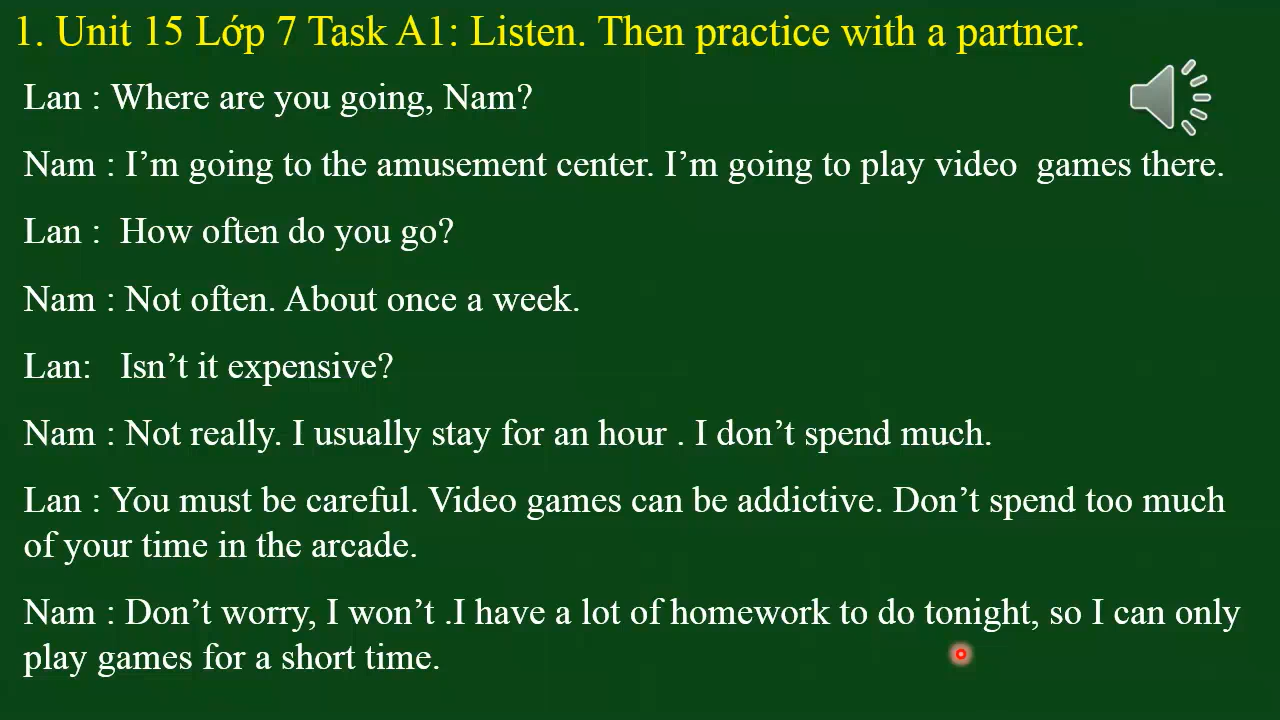 1. Unit 15 Lớp 7 Task A1: Listen. Then practice with a partner.
Lan : Where are you going, Nam?
Nam : I’m going to the amusement center. I’m going to play video  games there.
Lan :  How often do you go?
Nam : Not often. About once a week.
Lan:   Isn’t it expensive?
Nam : Not really. I usually stay for an hour . I don’t spend much.
Lan : You must be careful. Video games can be addictive. Don’t spend too much
of your time in the arcade.
Nam : Don’t worry, I won’t .I have a lot of homework to do tonight, so I can only
play games for a short time.